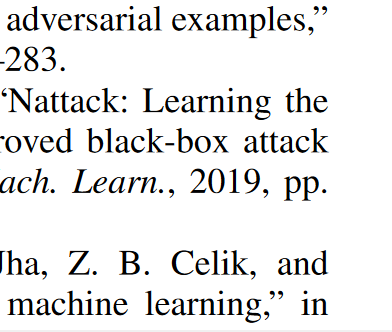 adversarial examples,”
–283.
‘Nattack: Learning the
roved black-box attack
ach. Learn., 2019, pp.
Jha, Z. B. Celik, and
machine learning,” in